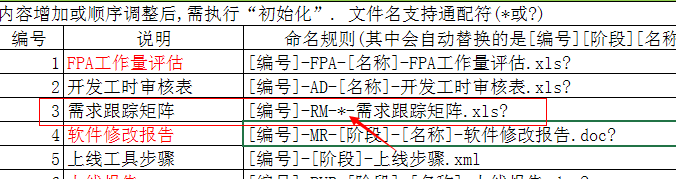 内容增加或顺序调整后,需执行“初始化”. 文件名支持通配符(*或?)
编号 说明 命名规则(其中会自动替换的是[编号][阶段][名称
1 FPA工作量评估 [编号]-FPA-[名称]-FPA工作量评估.xls?
2 开发工时审核表 [编号]-AD-[名称]-开发工时审核表.xls?
3 需求跟踪矩阵 [编号]-RM-*-需求跟踪矩阵.xls?
4 软件修改报告 [编号]-MR-[阶段]-[名称]-软件修改报告.doc?
5 上线工具步骤 [编号]-[阶段]-上线步骤.xml